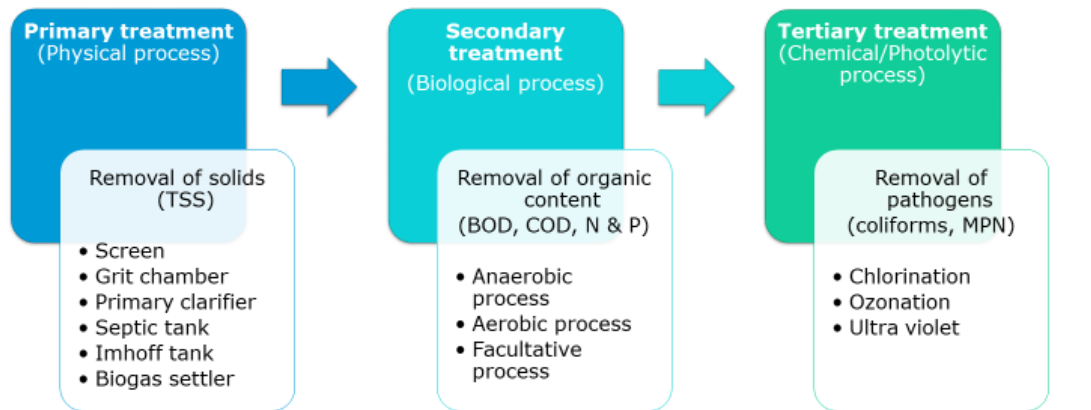 Primary treatment
(Physical process)
Removal of solids
(TSS)
• Screen
• Grit chamber
• Primary clarifier
• Septic tank
• Imhoff tank
• Biogas settler
Secondary
treatment
(Biological process)
Removal of organic
content
(BOD, COD, N & P)
• Anaerobic
process
• Aerobic process
• Facultative
process
Tertiary treatment
(Chemical/Photolytic
process)
Removal of
pathogens
(coliforms, MPN)
• Chlorination
• Ozonation
• Ultra violet